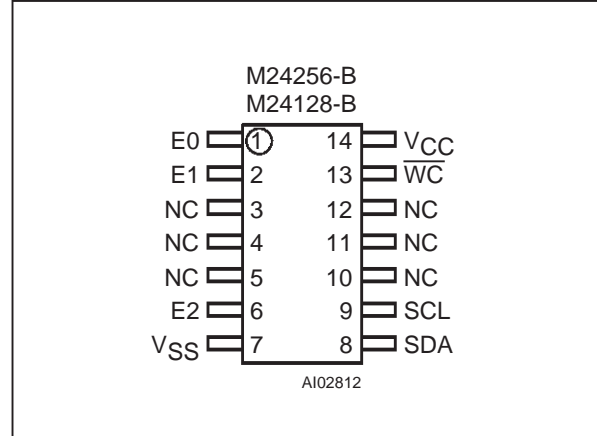 M24256-B
M24128-B
E0 1 14 VCC
E1 2 13 WC
NC 3 12 NC
NC 4 11 NC
NC 5 10 NC
E2 6 9 SCL
VSS 7 8 SDA
AI02812